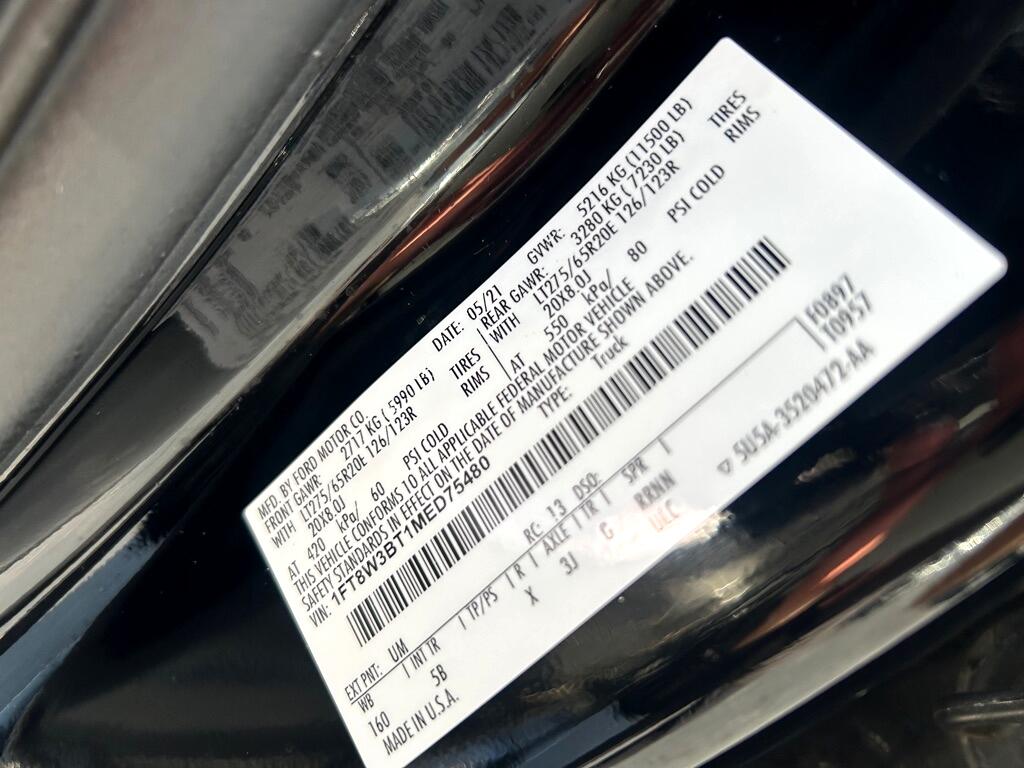 MFD. BY FORD MOTOR CO. DATE: 05/21 GVWR: 5216 KG (11500 LB)
FRONT GAWR: 2717 KG ( 5990 LB) REAR GAWR: 3280 KG ( 7230 LB)
WITH LT275/65R20E 126/123R TIRES WITH LT275/65R20E 126/123R TIRES
20X8.0J RIMS 20X8.0J RIMS
AT 420 kPa/ 60 PSI COLD AT 550 kPa/ 80 PSI COLD
THIS VEHICLE CONFORMS TO ALL APPLICABLE FEDERAL MOTOR VEHICLE
SAFETY STANDARDS IN EFFECT ON THE DATE OF MANUFACTURE SHOWN ABOVE.
VIN: 1FT8W3BT1MED75480 TYPE: Truck
F0897
T0957
EXT PNT: UM RC: 13 DSO:
WB | INT TR | TP/PS | R | AXLE | TR | SPR |
160 5B X 3J G RRNN
ULC
MADE IN U.S.A. ▽ 5U5A-3520472-AA